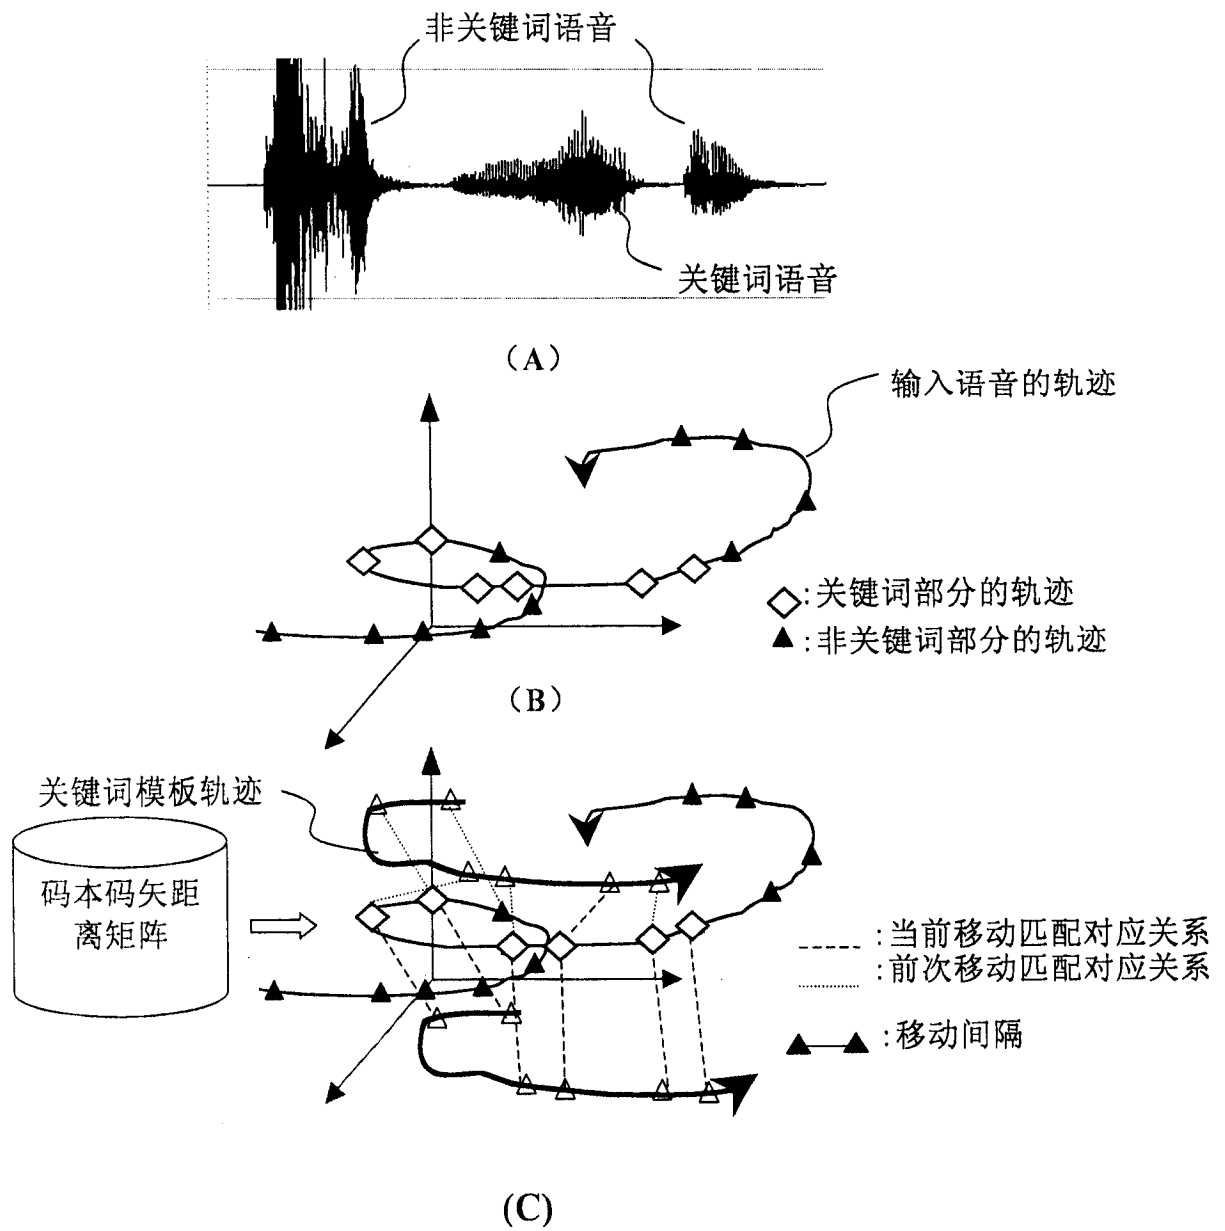 非关键词语音
关键词语音
（A）
输入语音的轨迹
:关键词部分的轨迹
:非关键词部分的轨迹
（B）
关键词模板轨迹
码本码矢距
离矩阵
:当前移动匹配对应关系
:前次移动匹配对应关系
:移动间隔
(C)